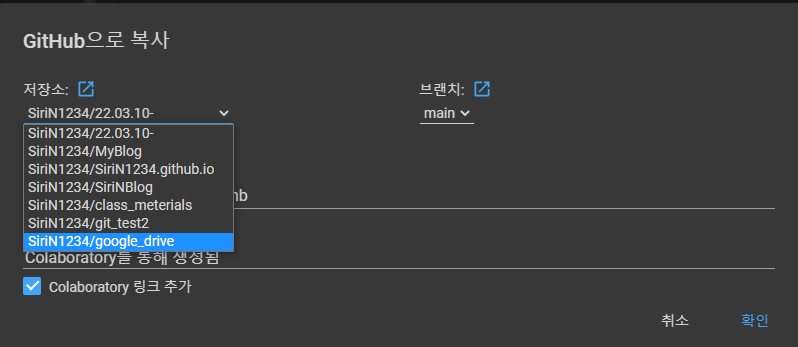 GitHub으로 복사
저장소:
브랜치:
SiriN1234/22.03.10-
main
SiriN1234/22.03.10-
SiriN1234/MyBlog
SiriN1234/SiriN1234.github.io
SiriN1234/SiriNBlog
SiriN1234/class_meterials
nb
SiriN1234/git_test2
SiriN1234/google_drive
Colaboratory를 통해 생성됨
Colaboratory 링크 추가
취소
확인